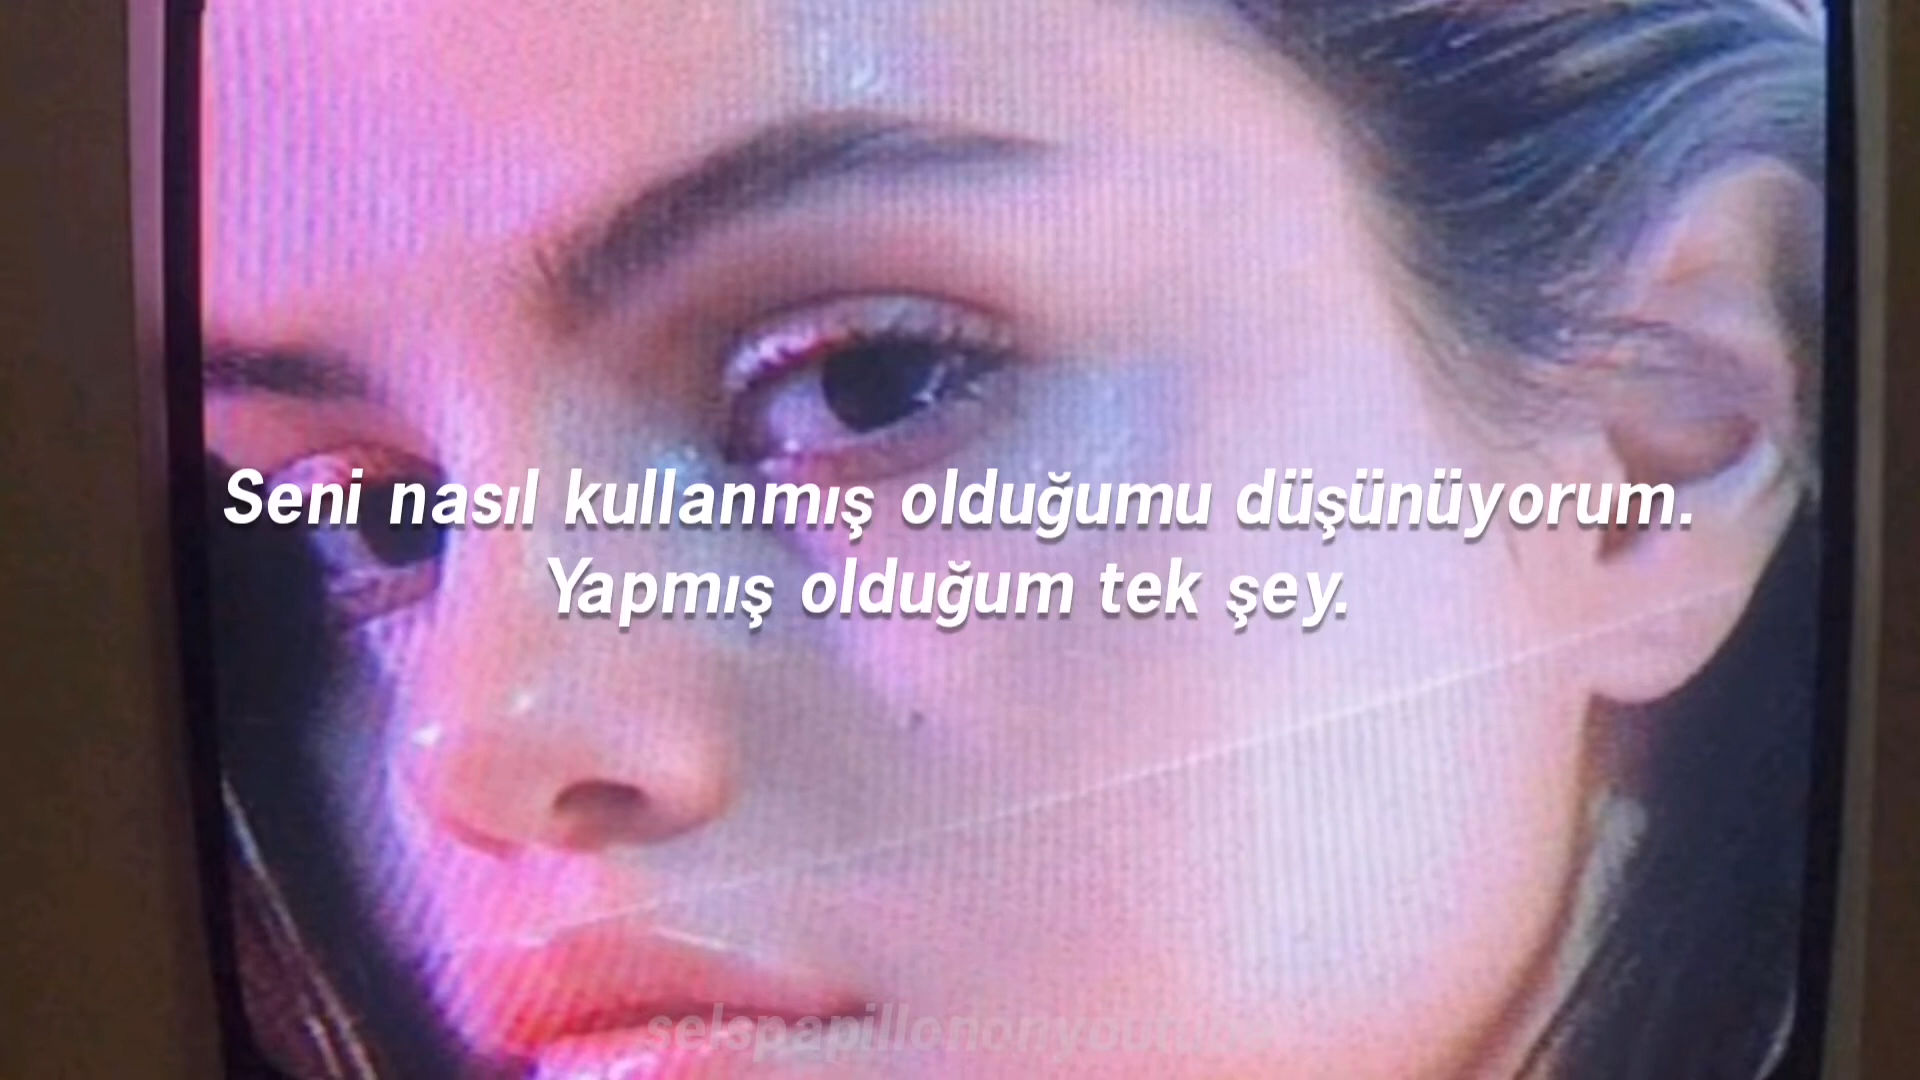 Seni nasıl kullanmış olduğumu düşünüyorum.
Yapmış olduğum tek şey.